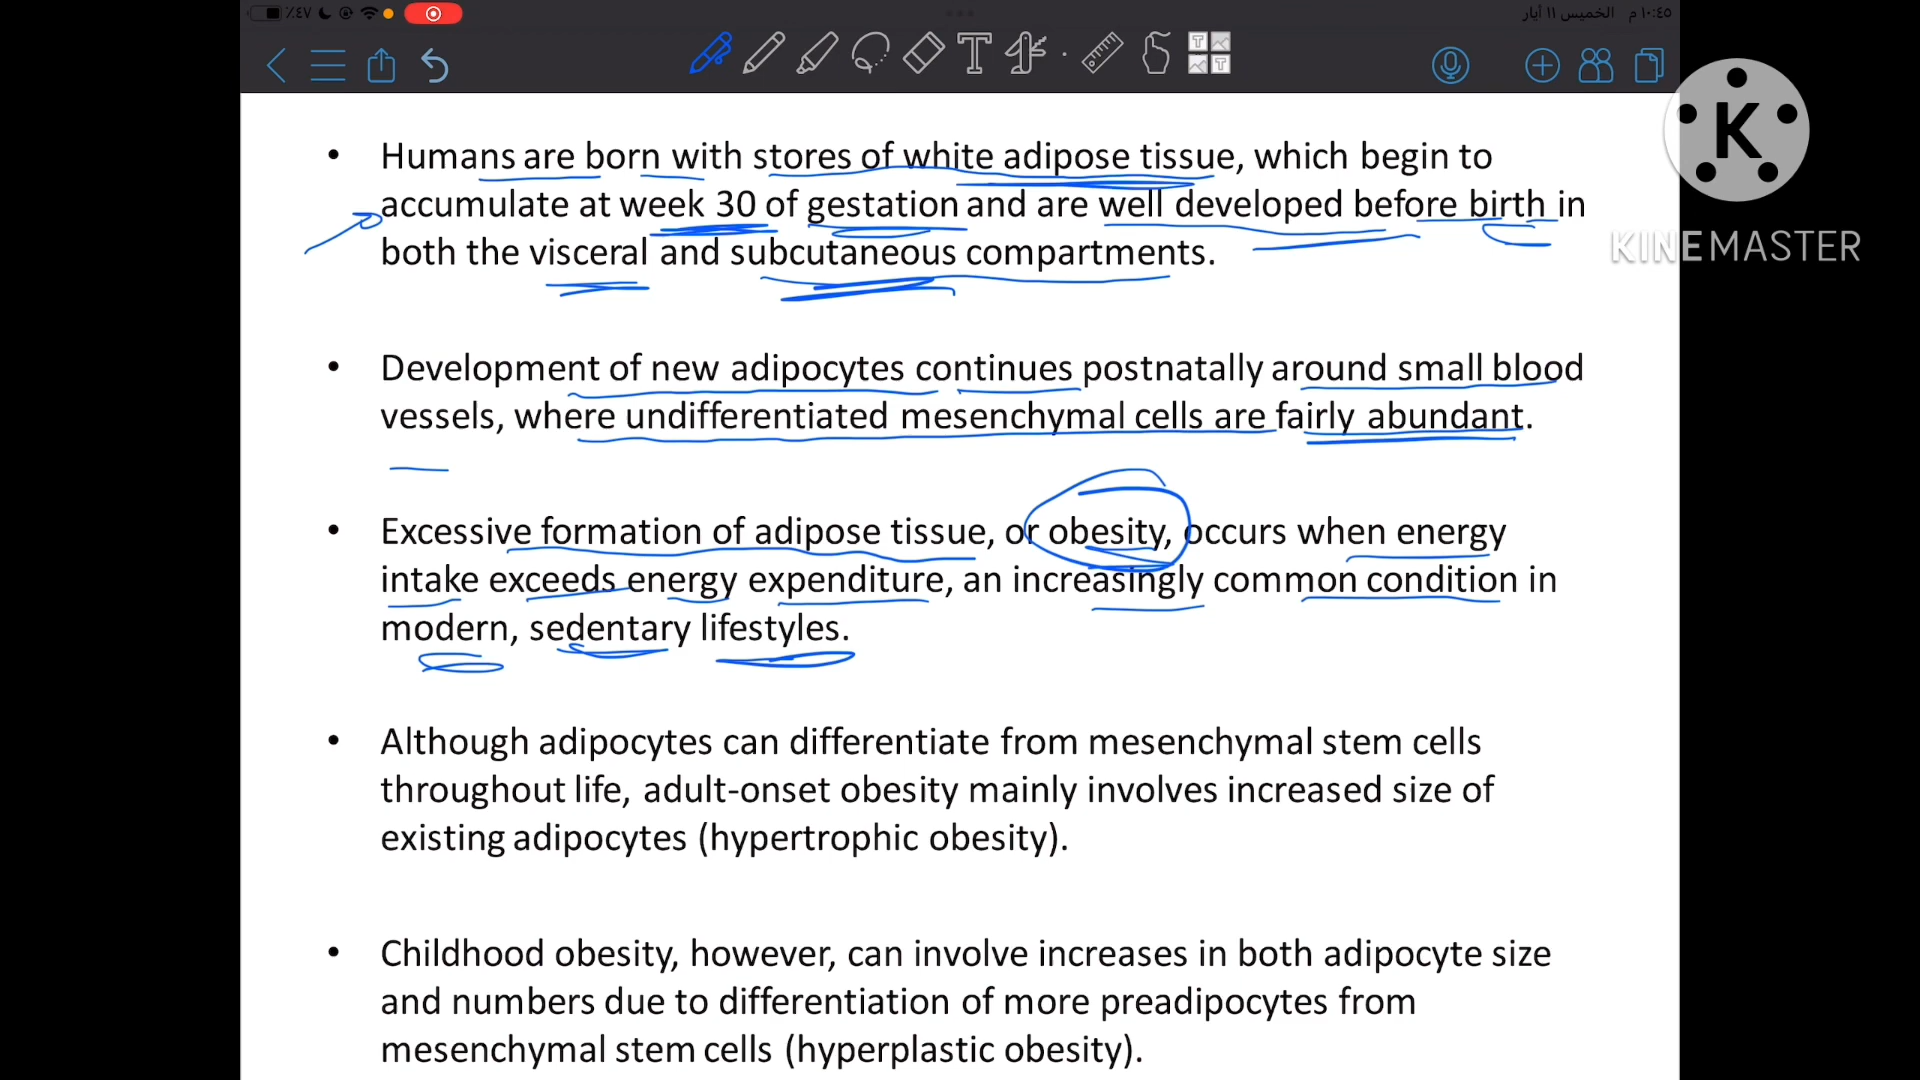 ٪٤٧
١٠:٤٥ م الخميس ١١ أيار
• Humans are born with stores of white adipose tissue, which begin to
accumulate at week 30 of gestation and are well developed before birth in
both the visceral and subcutaneous compartments.
• Development of new adipocytes continues postnatally around small blood
vessels, where undifferentiated mesenchymal cells are fairly abundant.
• Excessive formation of adipose tissue, or obesity, occurs when energy
intake exceeds energy expenditure, an increasingly common condition in
modern, sedentary lifestyles.
• Although adipocytes can differentiate from mesenchymal stem cells
throughout life, adult-onset obesity mainly involves increased size of
existing adipocytes (hypertrophic obesity).
• Childhood obesity, however, can involve increases in both adipocyte size
and numbers due to differentiation of more preadipocytes from
mesenchymal stem cells (hyperplastic obesity).
K
KINEMASTER